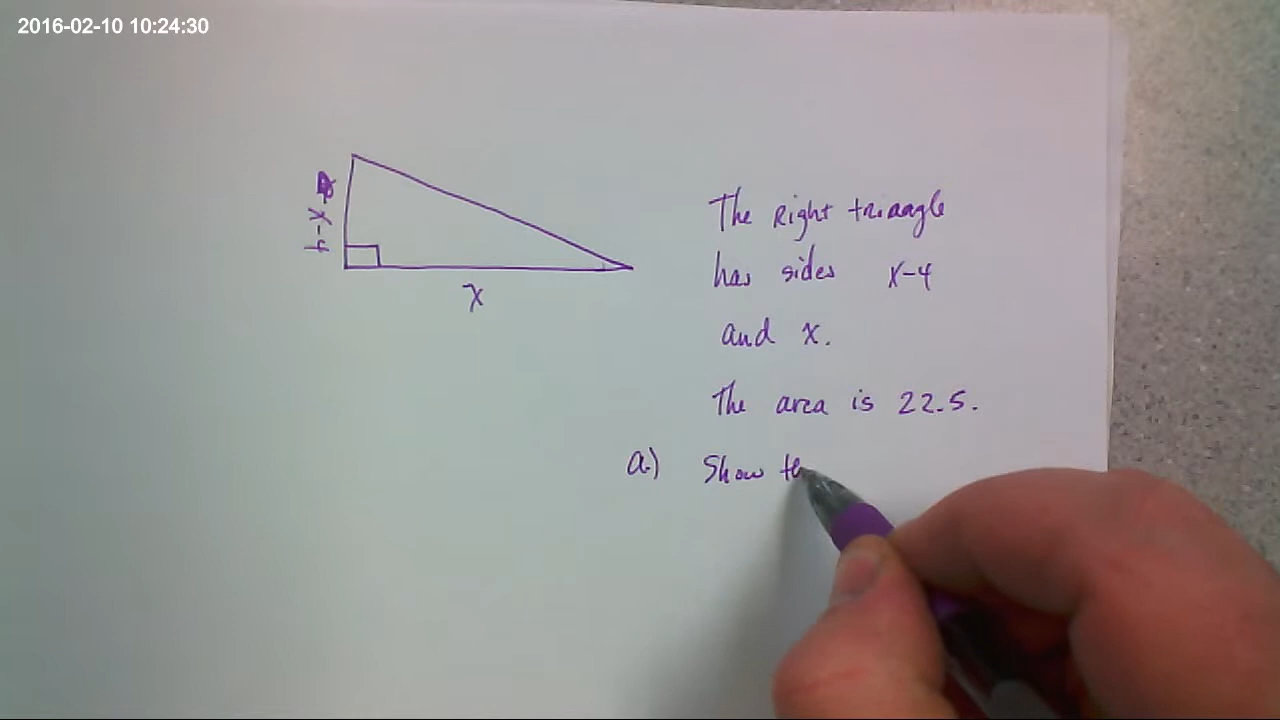 2016-02-10 10:24:30
x-4
x
The right triangle
has sides x-4
and x.
The area is 22.5.
a) Show th